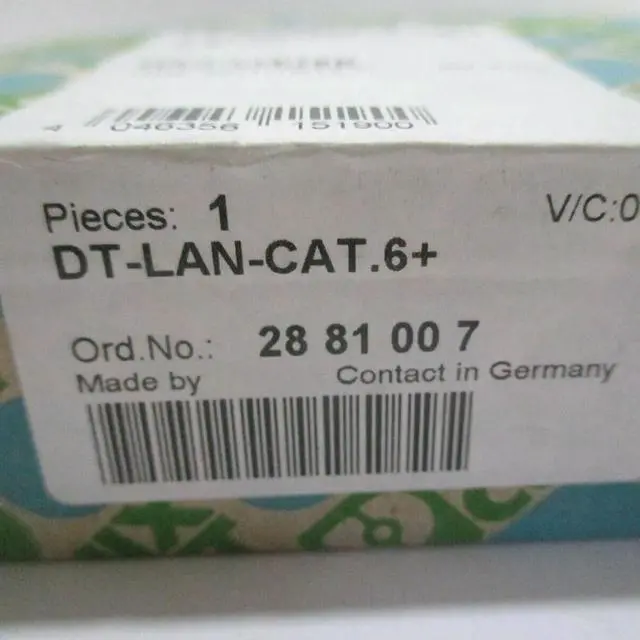 4 046356 151900
Pieces: 1 V/C:0
DT-LAN-CAT.6+
Ord.No.: 28 81 00 7
Made by Contact in Germany